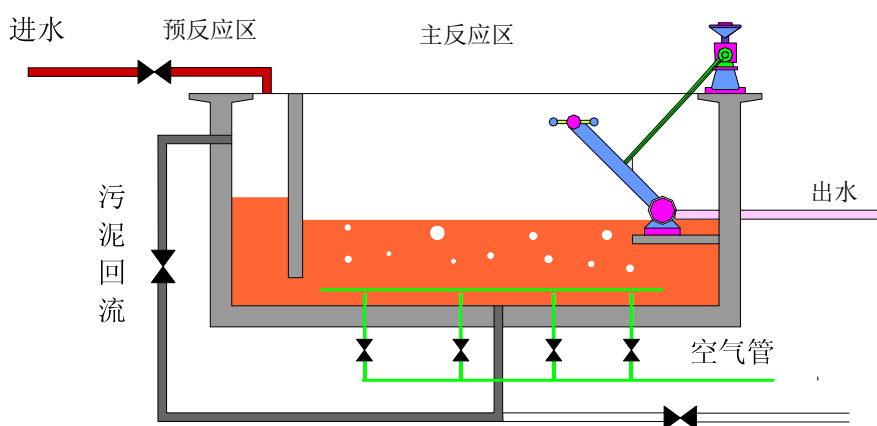 进水
预反应区
主反应区
出水
污泥回流
空气管